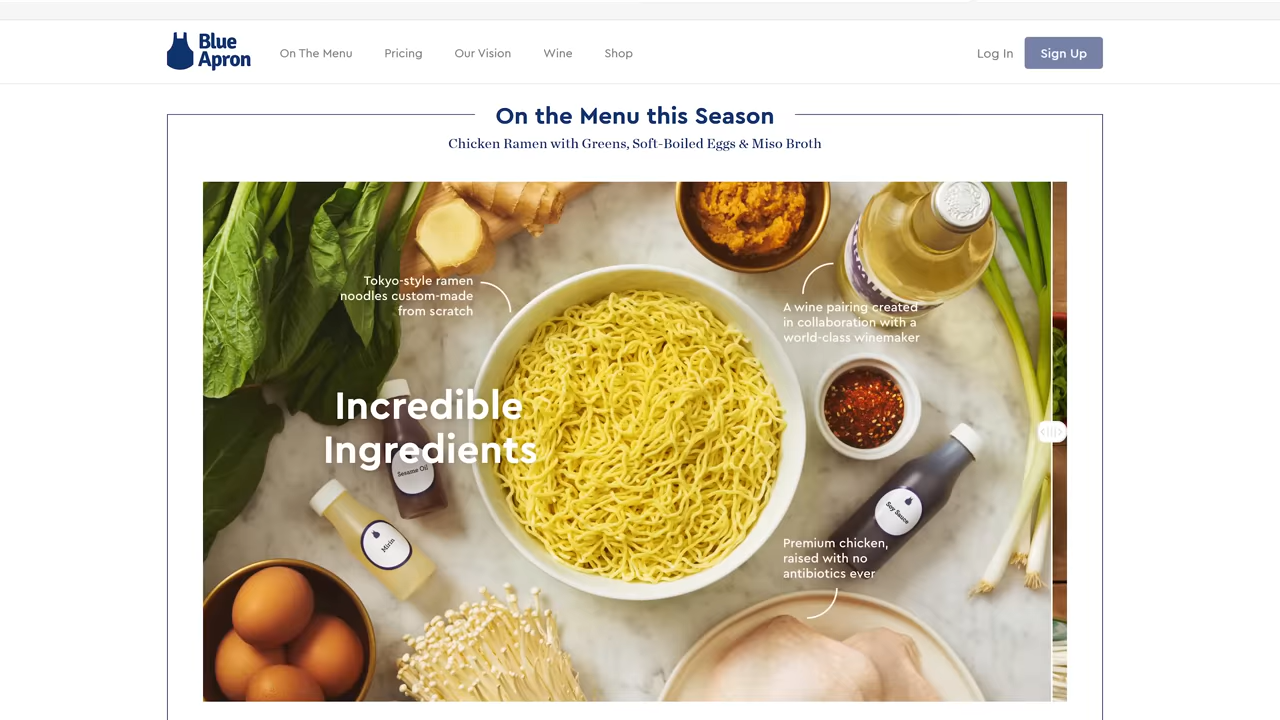 Blue
Apron
On The Menu
Pricing
Our Vision
Wine
Shop
Log In
Sign Up
On the Menu this Season
Chicken Ramen with Greens, Soft-Boiled Eggs & Miso Broth
Tokyo-style ramen
noodles custom-made
from scratch
A wine pairing created
in collaboration with a
world-class winemaker
Incredible
Ingredients
Sesame Oil
Mirin
Soy Sauce
Premium chicken,
raised with no
antibiotics ever